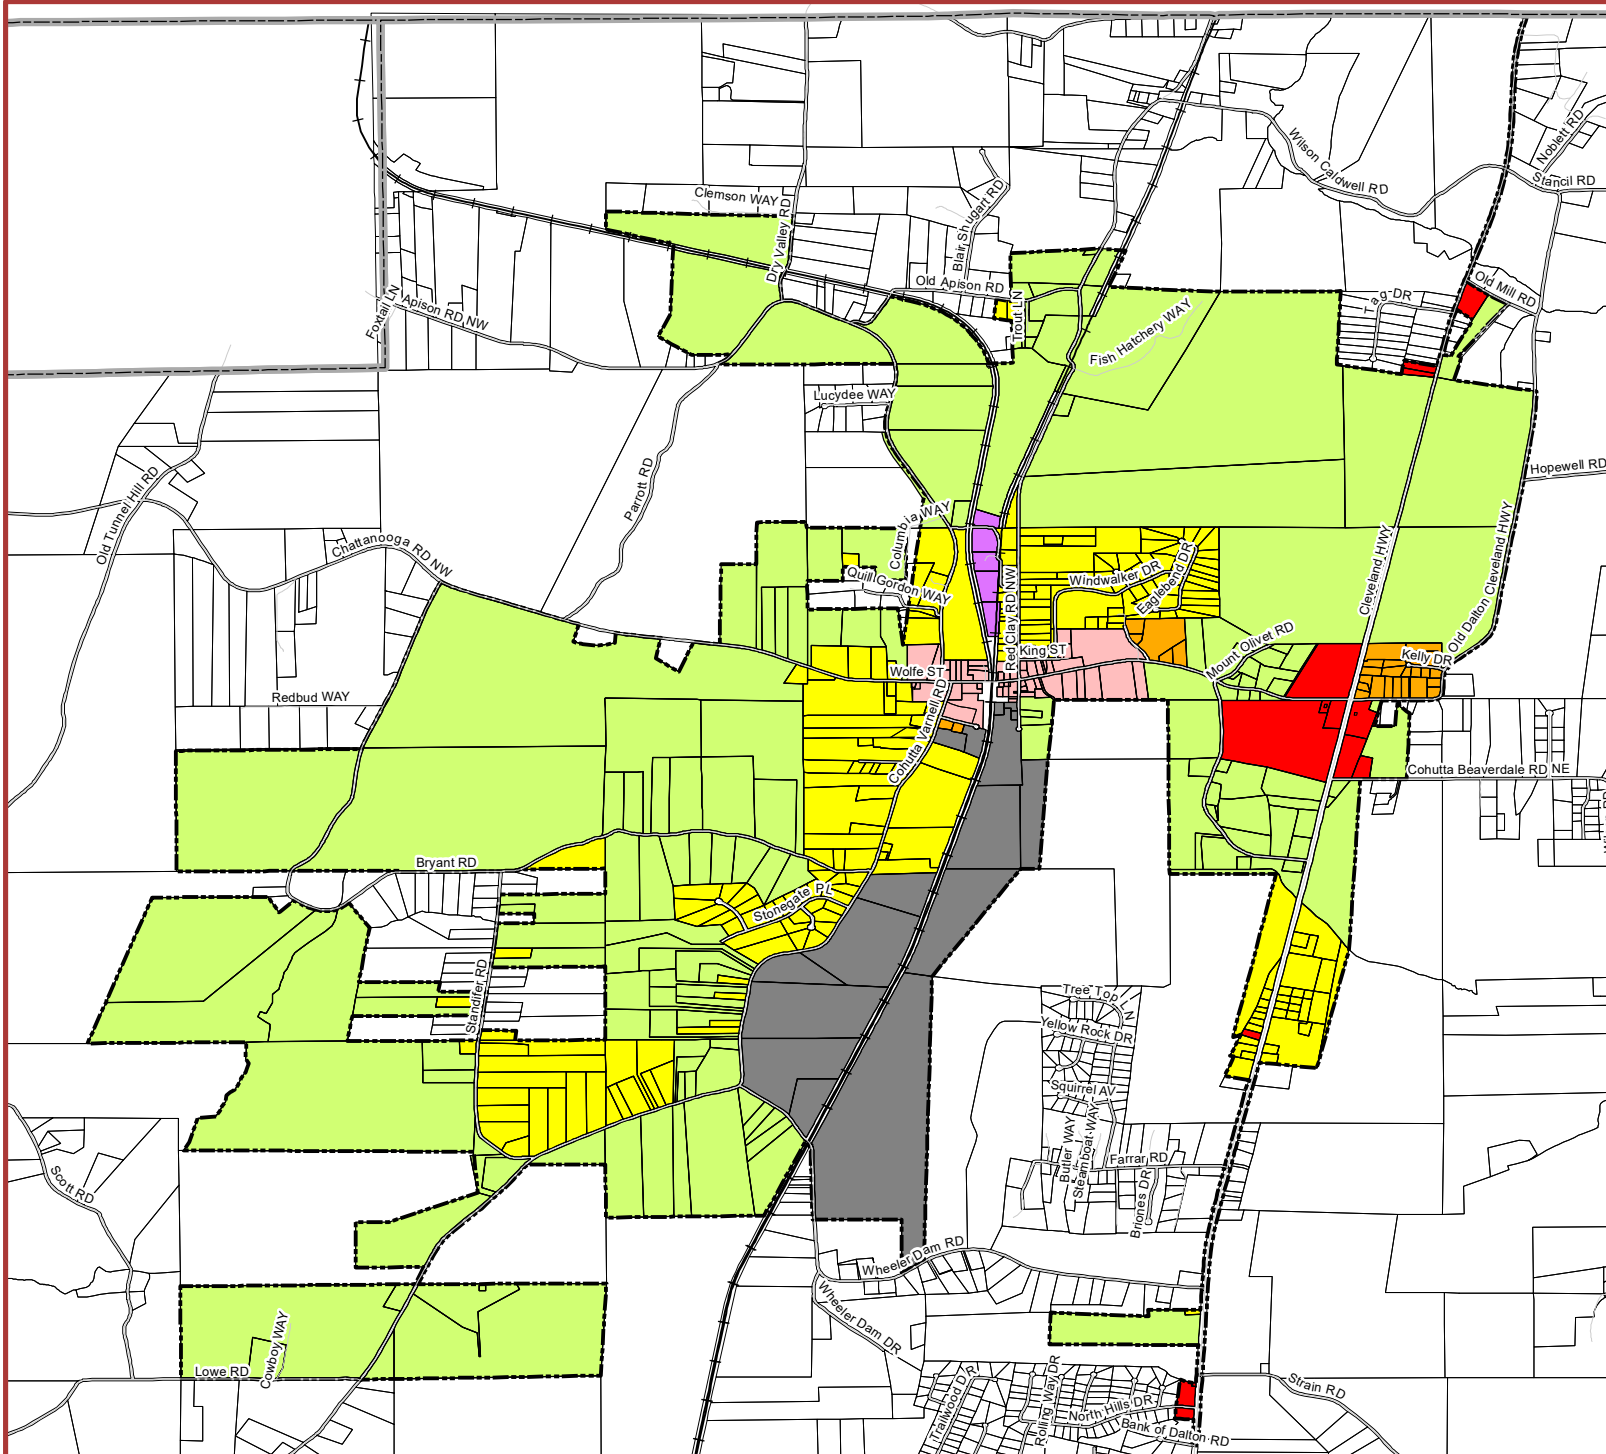 Noblett RD
Wilson Caldwell RD
Stancil RD
Clemson WAY
Blair Shugart RD
Dry Valley RD
Old Apison RD
Old Mill RD
Tag DR
Foxtail LN
Apison RD NW
Trout LN
Fish Hatchery WAY
Lucydee WAY
Parrott RD
Hopewell RD
Old Tunnel Hill RD
Columbia WAY
Chattanooga RD NW
Cleveland HWY
Old Dalton Cleveland HWY
Quill Gordon WAY
Red Clay RD NW
Windwalker DR
Eaglebend DR
Mount Olivet RD
King ST
Kelly DR
Wolfe ST
Redbud WAY
Cohutta Varnell RD
Cohutta Beaverdale RD NE
Bryant RD
Stonegate PL
Standifer RD
Tree Top LN
Yellow Rock DR
Squirrel AV
Butler WAY
Steamboat WAY
Farrar RD
Briones DR
Scott RD
Wheeler Dam RD
Wheeler Dam DR
Cowboy WAY
Lowe RD
Trailwood DR
Rolling Way DR
North Hills DR
Strain RD
Bank of Dalton RD